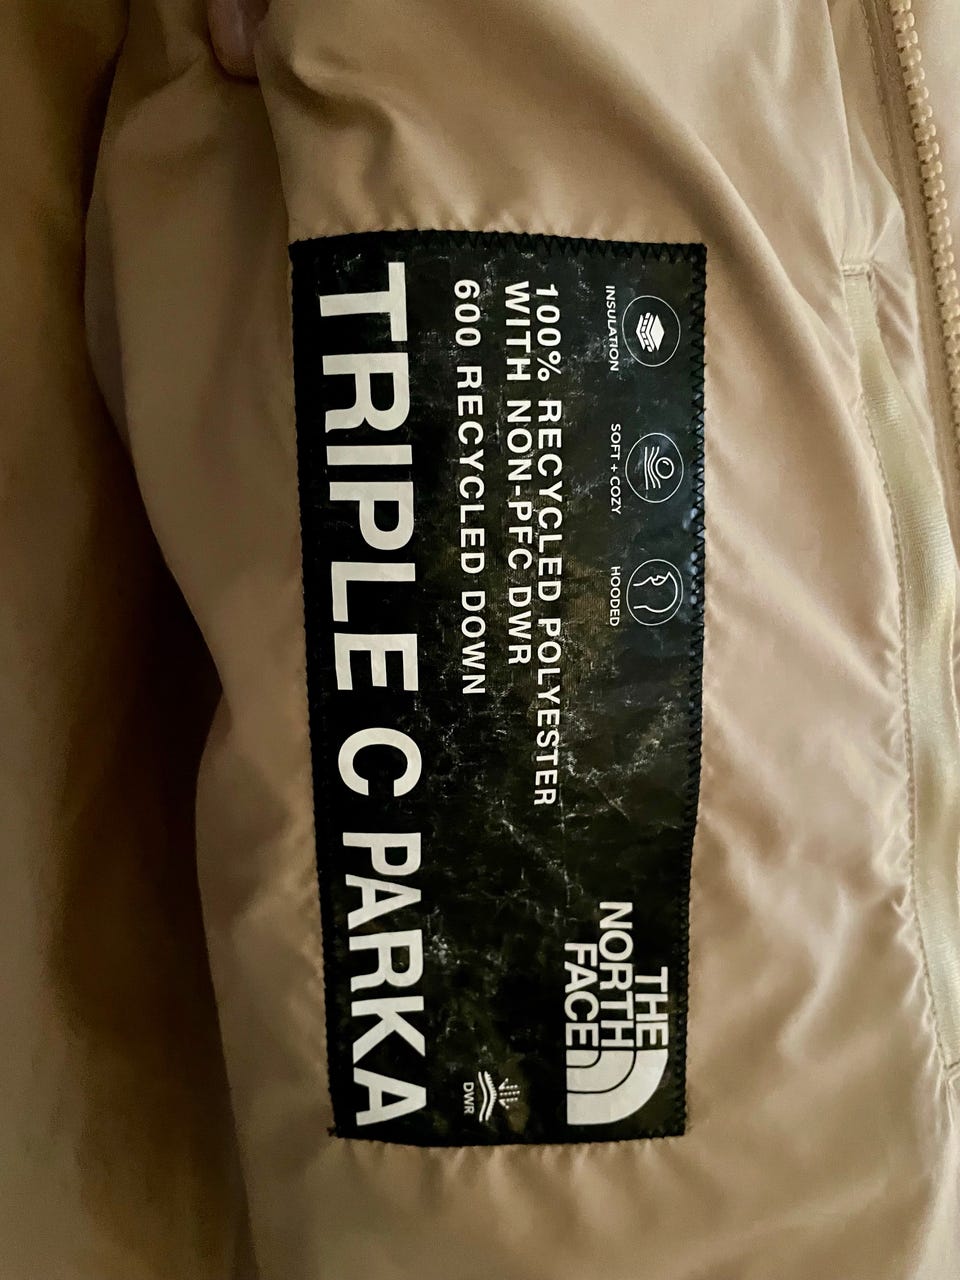 INSULATION
SOFT + COZY
HOODED
THE
NORTH
FACE
100% RECYCLED POLYESTER
WITH NON-PFC DWR
600 RECYCLED DOWN
DWR
TRIPLE C PARKA